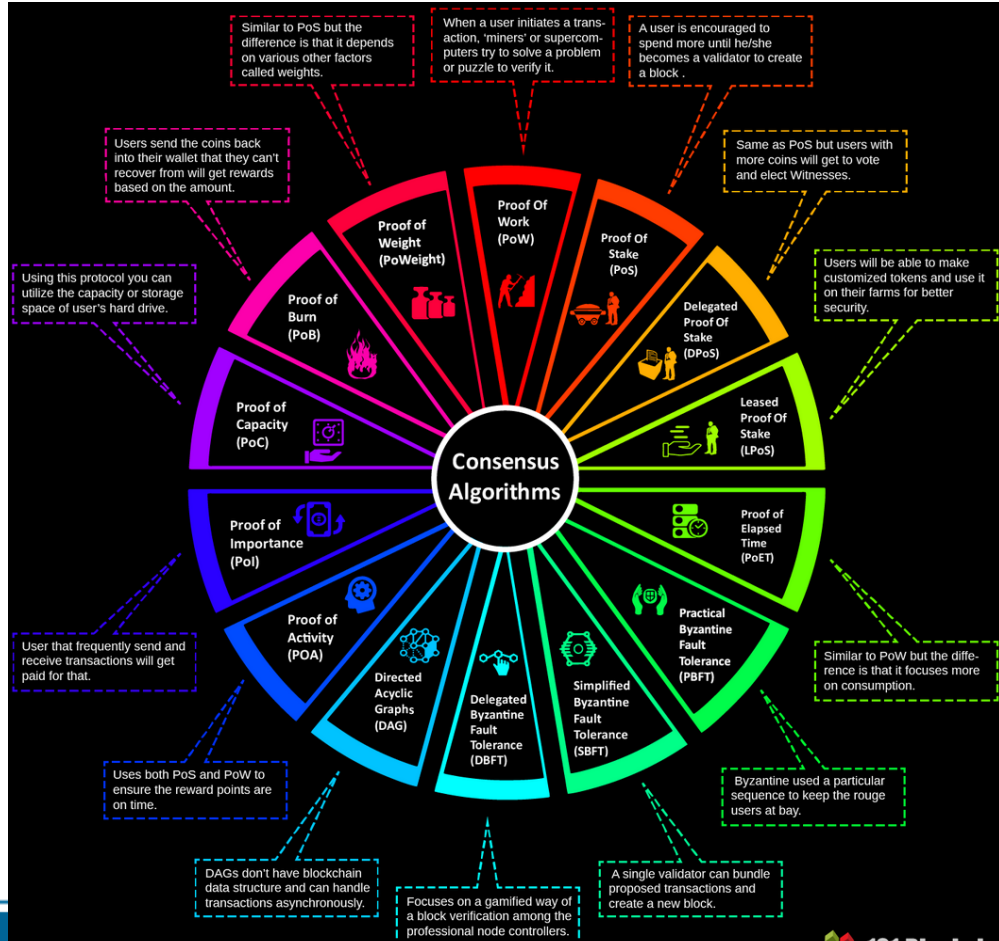 Similar to PoS but the
difference is that it depends
on various other factors
called weights.
When a user initiates a trans-
action, 'miners' or supercom-
puters try to solve a problem
or puzzle to verify it.
A user is encouraged to
spend more until he/she
becomes a validator to create
a block .
Users send the coins back
into their wallet that they can't
recover from will get rewards
based on the amount.
Same as PoS but users with
more coins will get to vote
and elect Witnesses.
Using this protocol you can
utilize the capacity or storage
space of user's hard drive.
Users will be able to make
customized tokens and use it
on their farms for better
security.
Proof of
Weight
(PoWeight)
Proof Of
Work
(PoW)
Proof Of
Stake
(PoS)
Proof of
Burn
(PoB)
Delegated
Proof Of
Stake
(DPoS)
Proof of
Capacity
(PoC)
Leased
Proof Of
Stake
(LPoS)
Consensus
Algorithms
Proof of
Importance
(PoI)
Proof of
Elapsed
Time
(PoET)
Proof of
Activity
(POA)
Practical
Byzantine
Fault
Tolerance
(PBFT)
Directed
Acyclic
Graphs
(DAG)
Delegated
Byzantine
Fault
Tolerance
(DBFT)
Simplified
Byzantine
Fault
Tolerance
(SBFT)
User that frequently send and
receive transactions will get
paid for that.
Similar to PoW but the diffe-
rence is that it focuses more
on consumption.
Uses both PoS and PoW to
ensure the reward points are
on time.
Byzantine used a particular
sequence to keep the rouge
users at bay.
DAGs don't have blockchain
data structure and can handle
transactions asynchronously.
Focuses on a gamified way of
a block verification among the
professional node controllers.
A single validator can bundle
proposed transactions and
create a new block.